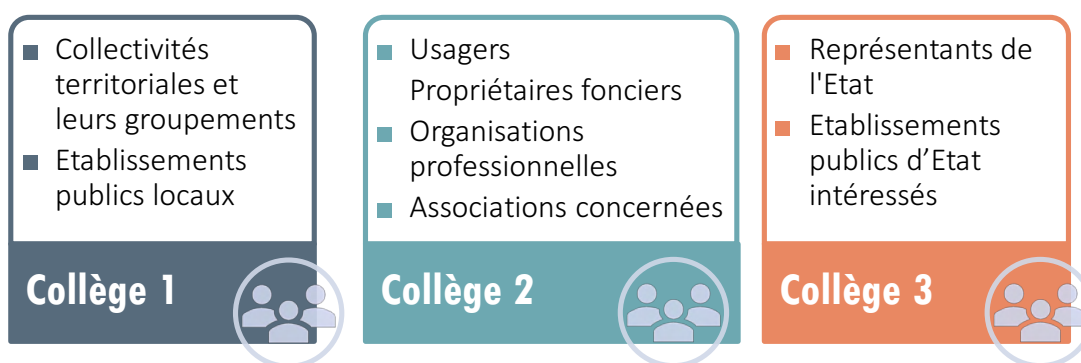 Collectivités
territoriales et
leurs groupements
Etablissements
publics locaux
Collège 1
Usagers
Propriétaires fonciers
Organisations
professionnelles
Associations concernées
Collège 2
Représentants de
l'Etat
Etablissements
publics d’Etat
intéressés
Collège 3